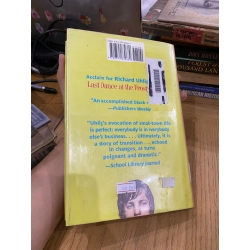 Acclaim for Richard Uhlig
Last Dance at the Frosty
"An accomplished black
—Publishers Weekly
"Uhlig's evocation of small-town life
is perfect: everybody is in everybody
else's business. . . . Ultimately, it is
a story of transition . . . echoed
in changes, at turns
poignant and dramatic."
—School Library Journal